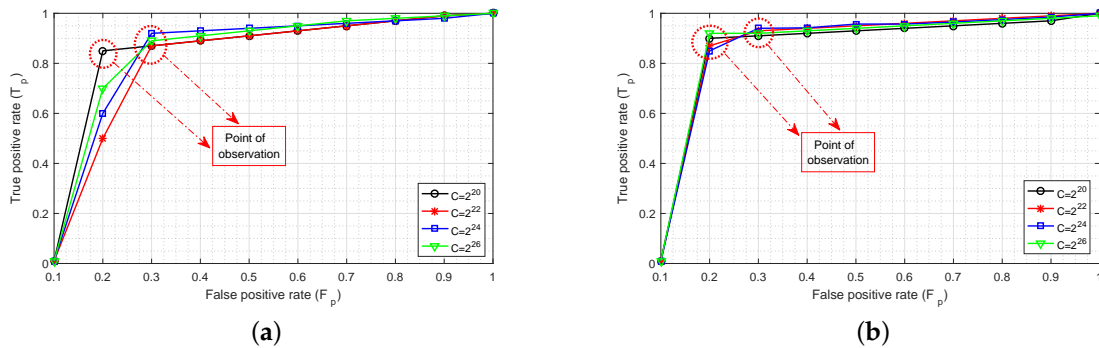 1
0.8
0.6
0.4
0.2
0
True positive rate (T_p)
0.1 0.2 0.3 0.4 0.5 0.6 0.7 0.8 0.9 1
False positive rate (F_p)
Point of
observation
C=2^20
C=2^22
C=2^24
C=2^26
(a)
1
0.8
0.6
0.4
0.2
0
True positive rate (T_p)
0.1 0.2 0.3 0.4 0.5 0.6 0.7 0.8 0.9 1
False positive rate (F_p)
Point of
observation
C=2^20
C=2^22
C=2^24
C=2^26
(b)